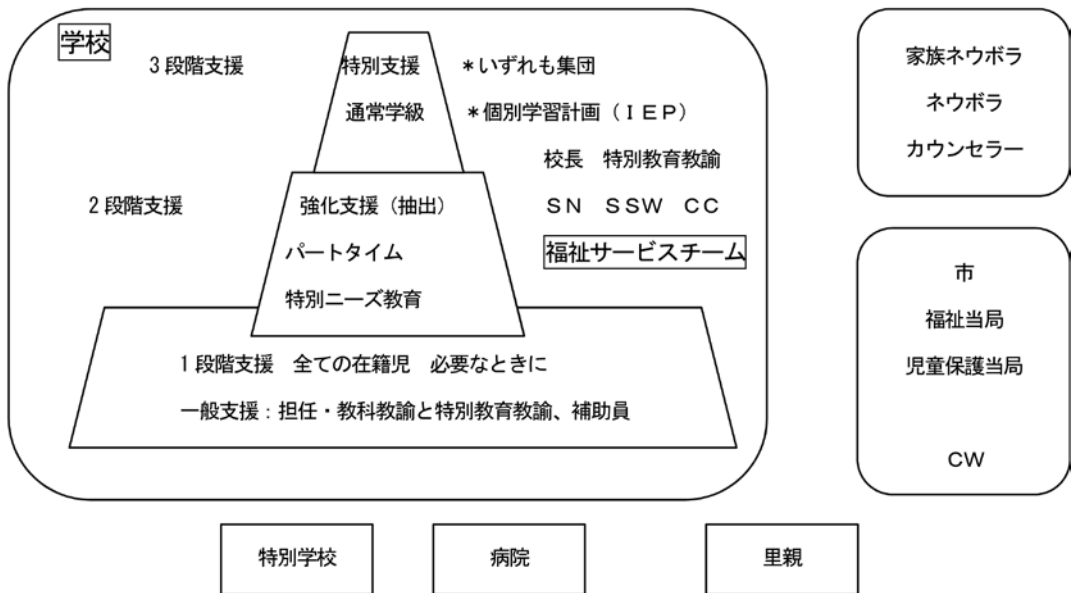 学校
3段階支援 特別支援 *いずれも集団
通常学級 *個別学習計画（IEP）
校長 特別教育教諭
2段階支援 強化支援（抽出） SN SSW CC
パートタイム 福祉サービスチーム
特別ニーズ教育
1段階支援 全ての在籍児 必要なときに
一般支援：担任・教科教諭と特別教育教諭、補助員
家族ネウボラ
ネウボラ
カウンセラー
市
福祉当局
児童保護当局
CW
特別学校 病院 里親